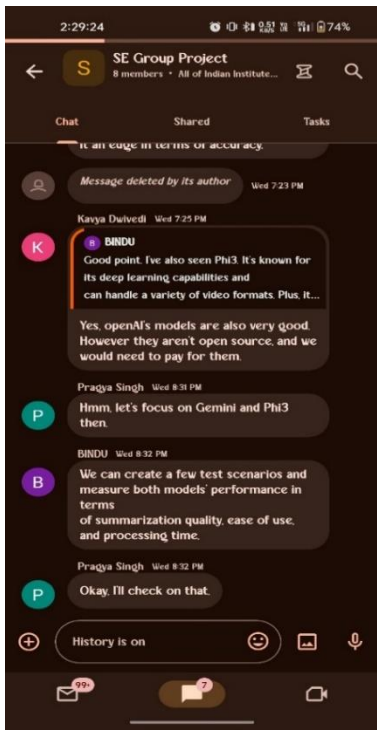 2:29:24
0.51
KB/S
74%
SE Group Project
S
8 members • All of Indian Institute...
Chat
Shared
Tasks
it an edge in terms of accuracy.
Message deleted by its author
Wed 7:23 PM
Kavya Dwivedi Wed 7:25 PM
K
B BINDU
Good point. I've also seen Phi3. It's known for
its deep learning capabilities and
can handle a variety of video formats. Plus, it...
Yes, openAI's models are also very good.
However they aren't open source, and we
would need to pay for them.
Pragya Singh Wed 8:31 PM
P
Hmm, let's focus on Gemini and Phi3
then.
BINDU Wed 8:32 PM
B
We can create a few test scenarios and
measure both models' performance in
terms
of summarization quality, ease of use,
and processing time.
Pragya Singh Wed 8:32 PM
P
Okay, I'll check on that.
History is on
99+
7